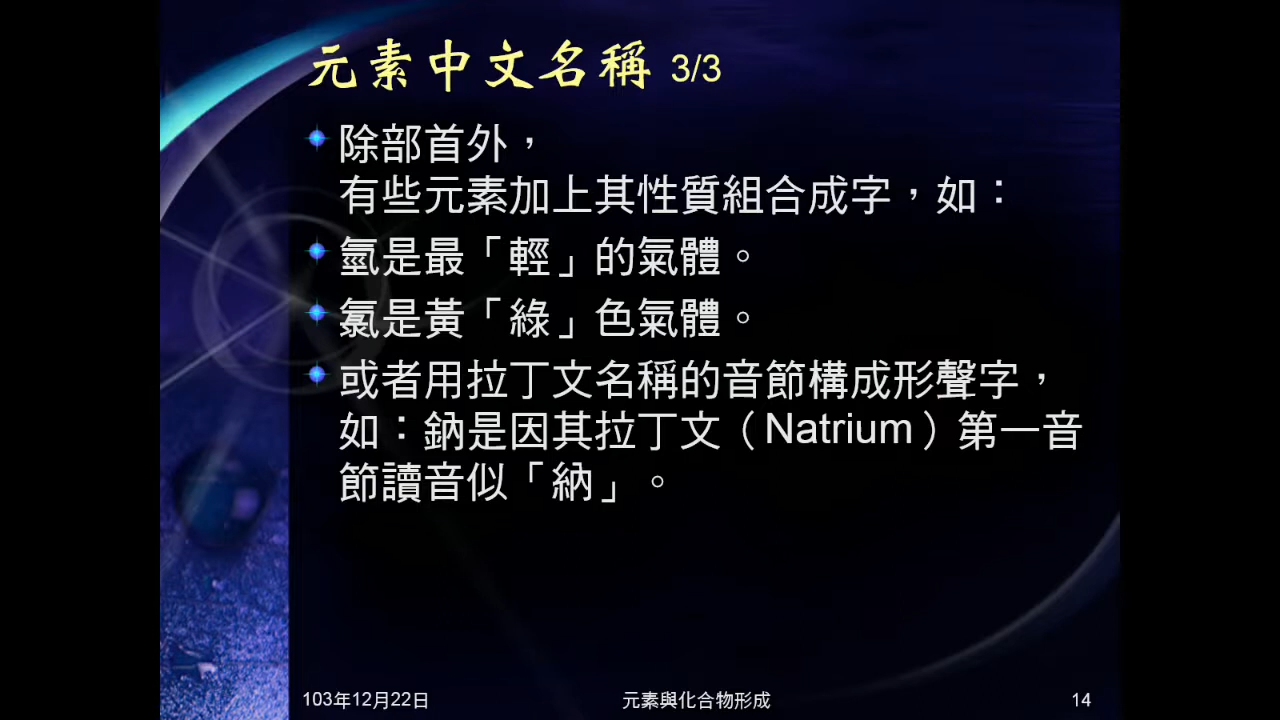 元素中文名稱 3/3
除部首外，
有些元素加上其性質組合成字，如：
氫是最「輕」的氣體。
氯是黃「綠」色氣體。
或者用拉丁文名稱的音節構成形聲字，
如：鈉是因其拉丁文（Natrium）第一音
節讀音似「納」。
103年12月22日
元素與化合物形成
14